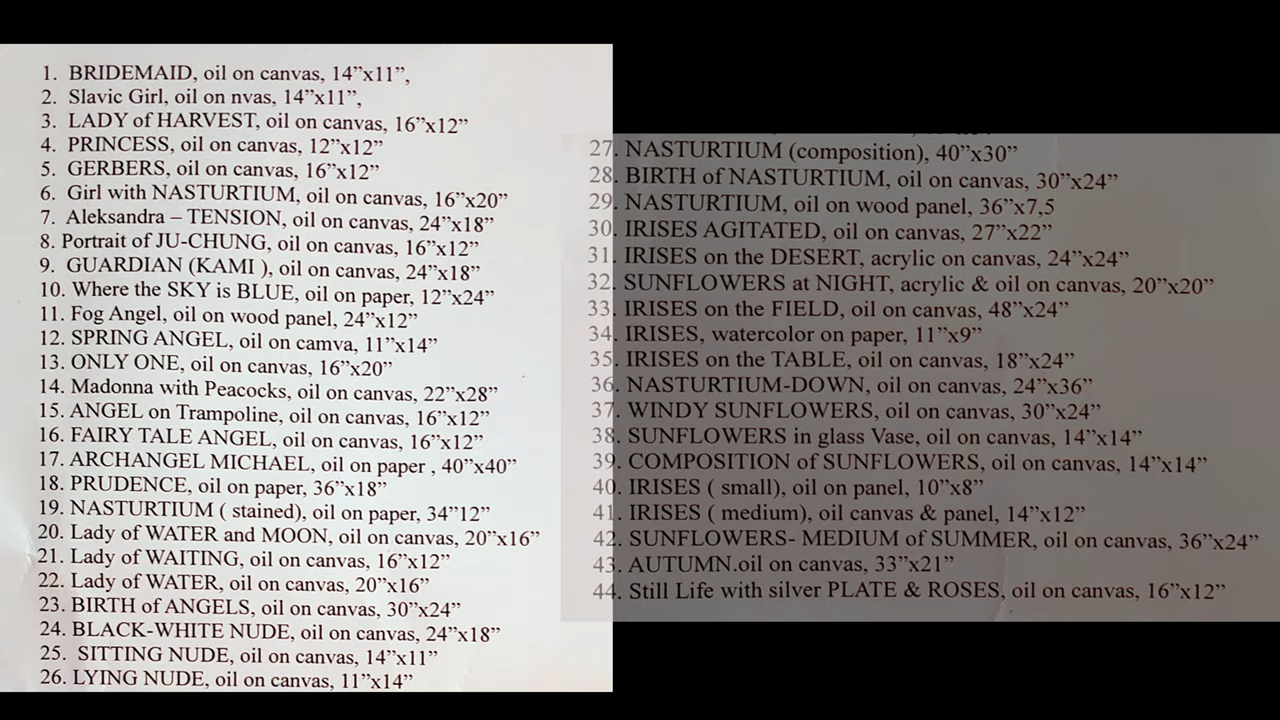 1. BRIDEMAID, oil on canvas, 14”x11”,
2. Slavic Girl, oil on nvas, 14”x11”,
3. LADY of HARVEST, oil on canvas, 16”x12”
4. PRINCESS, oil on canvas, 12”x12”
5. GERBERS, oil on canvas, 16”x12”
6. Girl with NASTURTIUM, oil on canvas, 16”x20”
7. Aleksandra – TENSION, oil on canvas, 24”x18”
8. Portrait of JU-CHUNG, oil on canvas, 16”x12”
9. GUARDIAN (KAMI ), oil on canvas, 24”x18”
10. Where the SKY is BLUE, oil on paper, 12”x24”
11. Fog Angel, oil on wood panel, 24”x12”
12. SPRING ANGEL, oil on camva, 11”x14”
13. ONLY ONE, oil on canvas, 16”x20”
14. Madonna with Peacocks, oil on canvas, 22”x28”
15. ANGEL on Trampoline, oil on canvas, 16”x12”
16. FAIRY TALE ANGEL, oil on canvas, 16”x12”
17. ARCHANGEL MICHAEL, oil on paper , 40”x40”
18. PRUDENCE, oil on paper, 36”x18”
19. NASTURTIUM ( stained), oil on paper, 34”12”
20. Lady of WATER and MOON, oil on canvas, 20”x16”
21. Lady of WAITING, oil on canvas, 16”x12”
22. Lady of WATER, oil on canvas, 20”x16”
23. BIRTH of ANGELS, oil on canvas, 30”x24”
24. BLACK-WHITE NUDE, oil on canvas, 24”x18”
25. SITTING NUDE, oil on canvas, 14”x11”
26. LYING NUDE, oil on canvas, 11”x14”
27. NASTURTIUM (composition), 40”x30”
28. BIRTH of NASTURTIUM, oil on canvas, 30”x24”
29. NASTURTIUM, oil on wood panel, 36”x7,5
30. IRISES AGITATED, oil on canvas, 27”x22”
31. IRISES on the DESERT, acrylic on canvas, 24”x24”
32. SUNFLOWERS at NIGHT, acrylic & oil on canvas, 20”x20”
33. IRISES on the FIELD, oil on canvas, 48”x24”
34. IRISES, watercolor on paper, 11”x9”
35. IRISES on the TABLE, oil on canvas, 18”x24”
36. NASTURTIUM-DOWN, oil on canvas, 24”x36”
37. WINDY SUNFLOWERS, oil on canvas, 30”x24”
38. SUNFLOWERS in glass Vase, oil on canvas, 14”x14”
39. COMPOSITION of SUNFLOWERS, oil on canvas, 14”x14”
40. IRISES ( small), oil on panel, 10”x8”
41. IRISES ( medium), oil canvas & panel, 14”x12”
42. SUNFLOWERS- MEDIUM of SUMMER, oil on canvas, 36”x24”
43. AUTUMN.oil on canvas, 33”x21”
44. Still Life with silver PLATE & ROSES, oil on canvas, 16”x12”